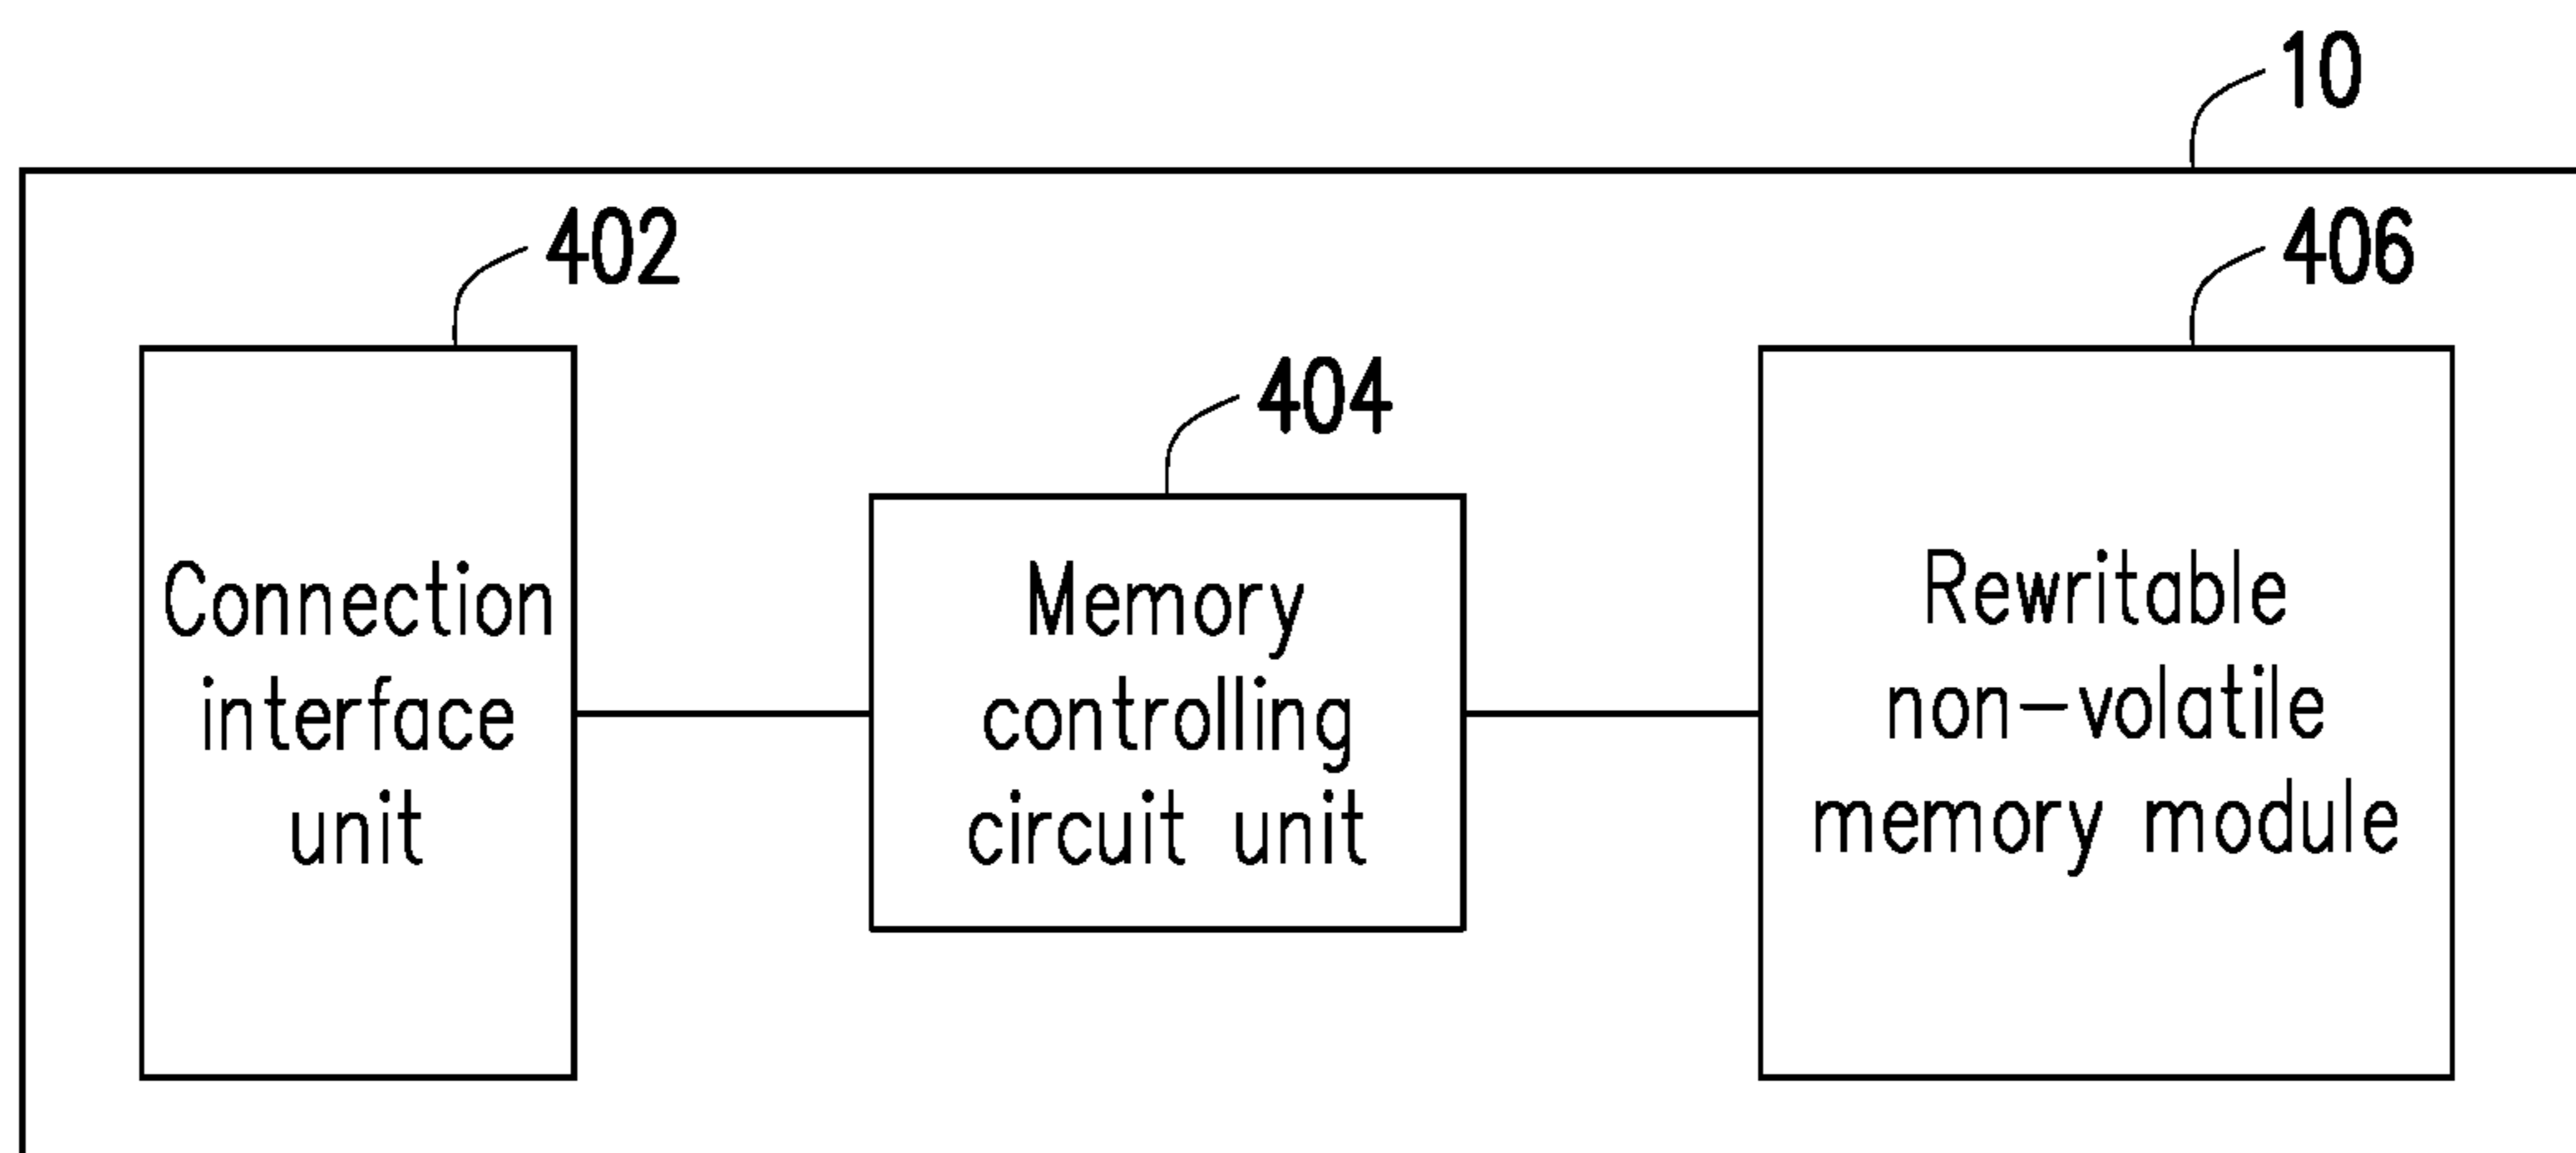 10
402
406
404
Connection
interface
unit
Memory
controlling
circuit unit
Rewritable
non-volatile
memory module